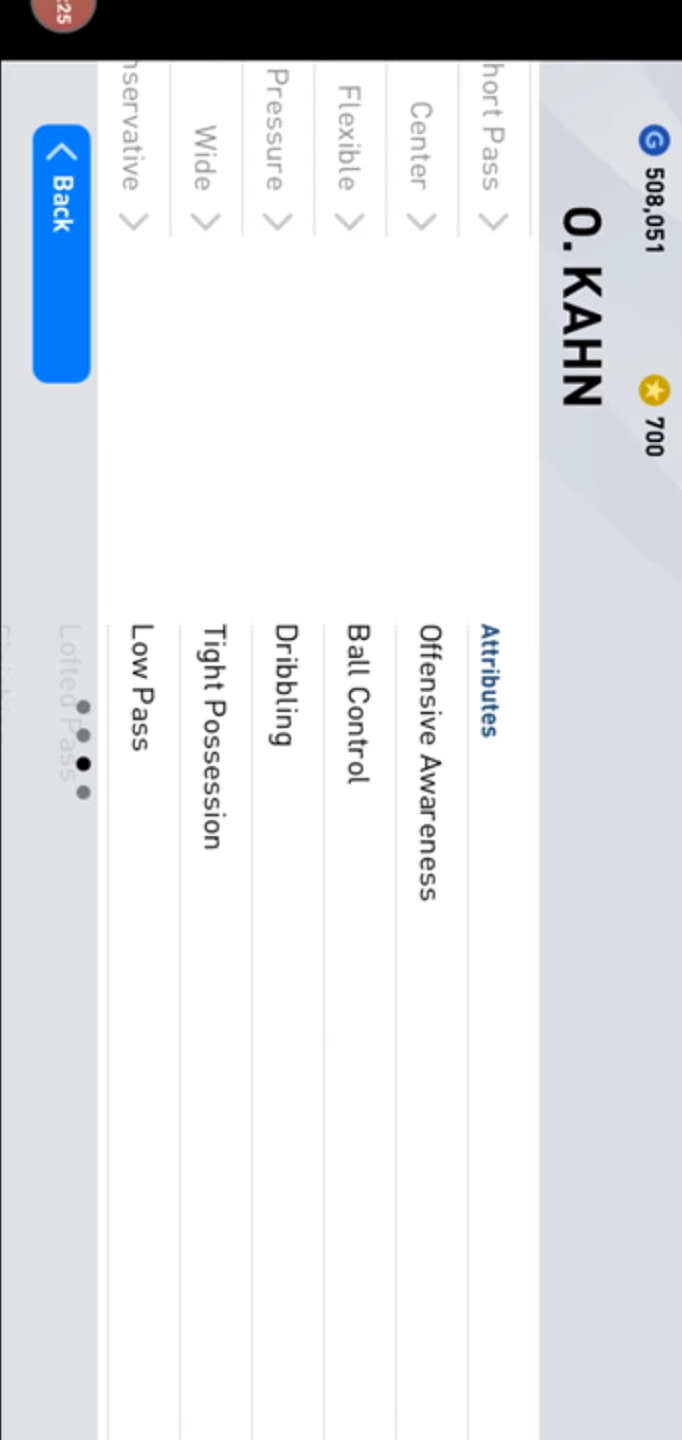 508,051
700
O. KAHN
hort Pass
Center
Flexible
Pressure
Wide
nservative
Attributes
Offensive Awareness
Ball Control
Dribbling
Tight Possession
Low Pass
Lofted Pass
Back
:25